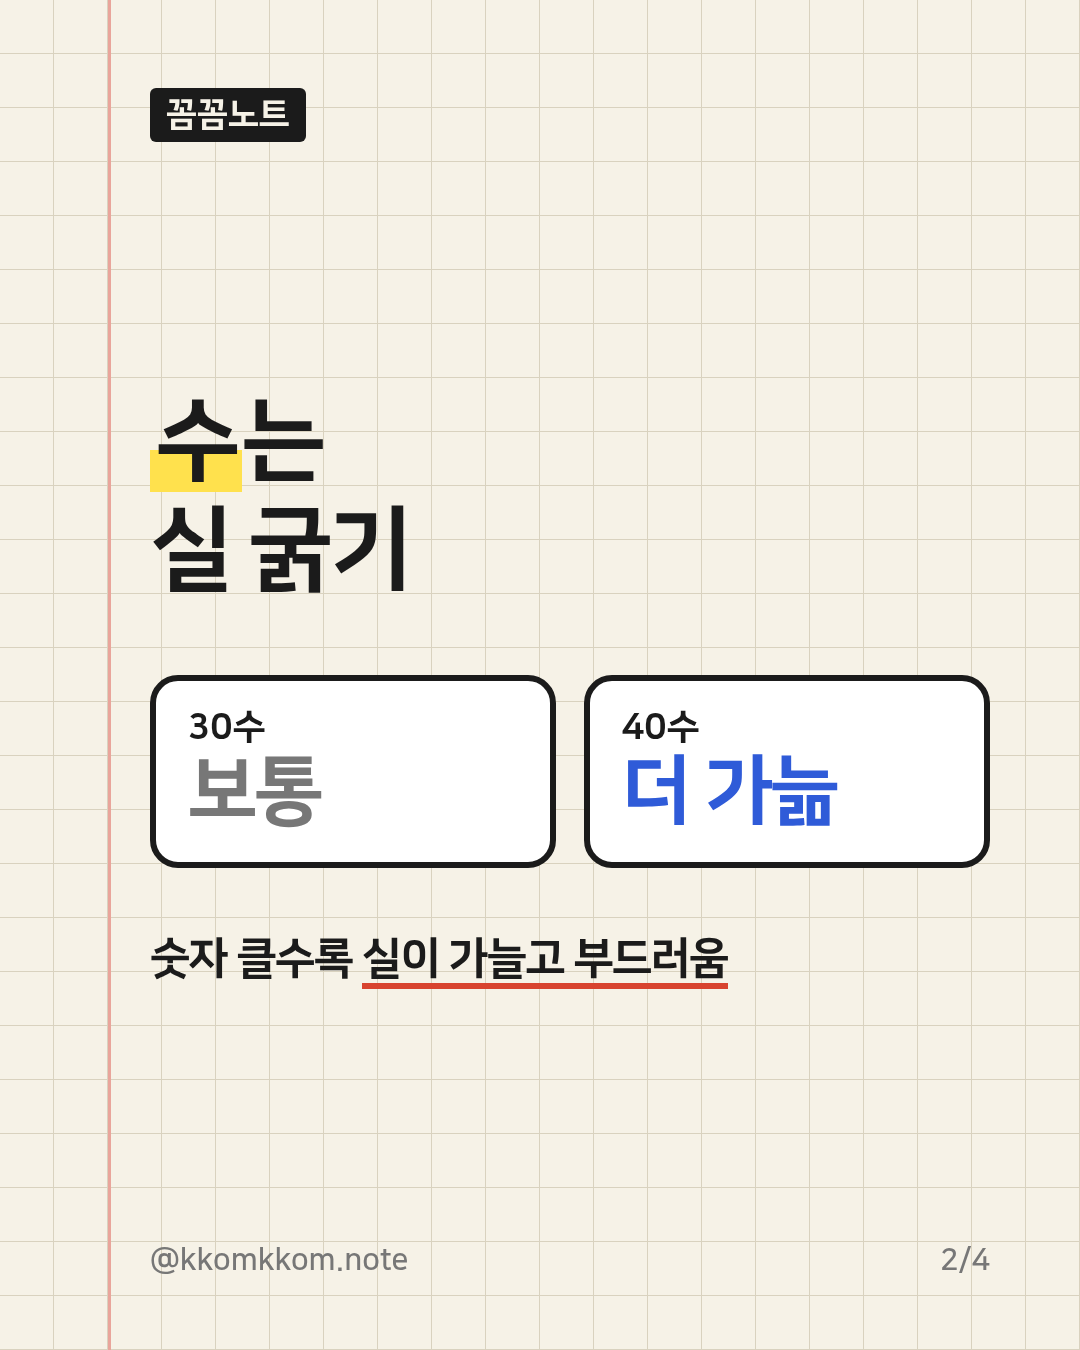 꼼꼼노트
수는
실 굵기
30수
보통
40수
더 가늚
숫자 클수록 실이 가늘고 부드러움
@kkomkkom.note
2/4